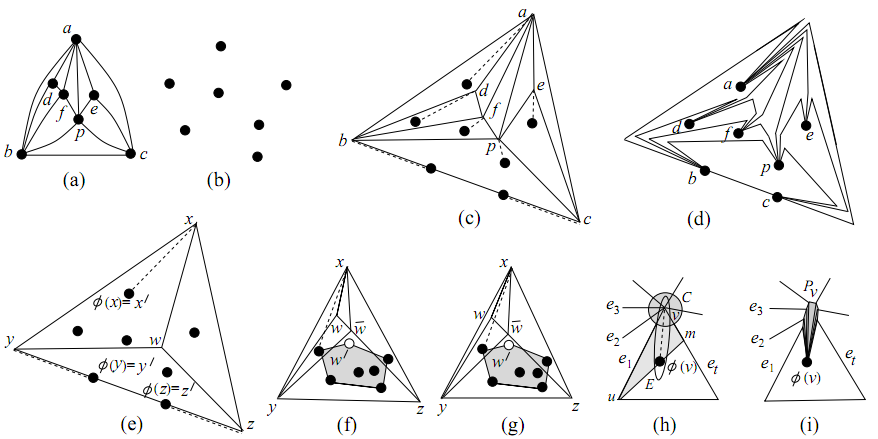 a
d
e
f
p
b
c
(a)
(b)
a
d
e
f
b
p
c
(c)
a
d
f
e
p
b
c
(d)
x
ϕ(x)= x′
y
w
ϕ(y)= y′
ϕ(z)= z′
z
(e)
x
w
w̅
w′
y
z
(f)
x
w
w̅
w′
y
z
(g)
C
e₃
v
e₂
m
e₁
ϕ(v)
eₜ
E
u
(h)
Pᵥ
e₃
e₂
e₁
eₜ
ϕ(v)
(i)